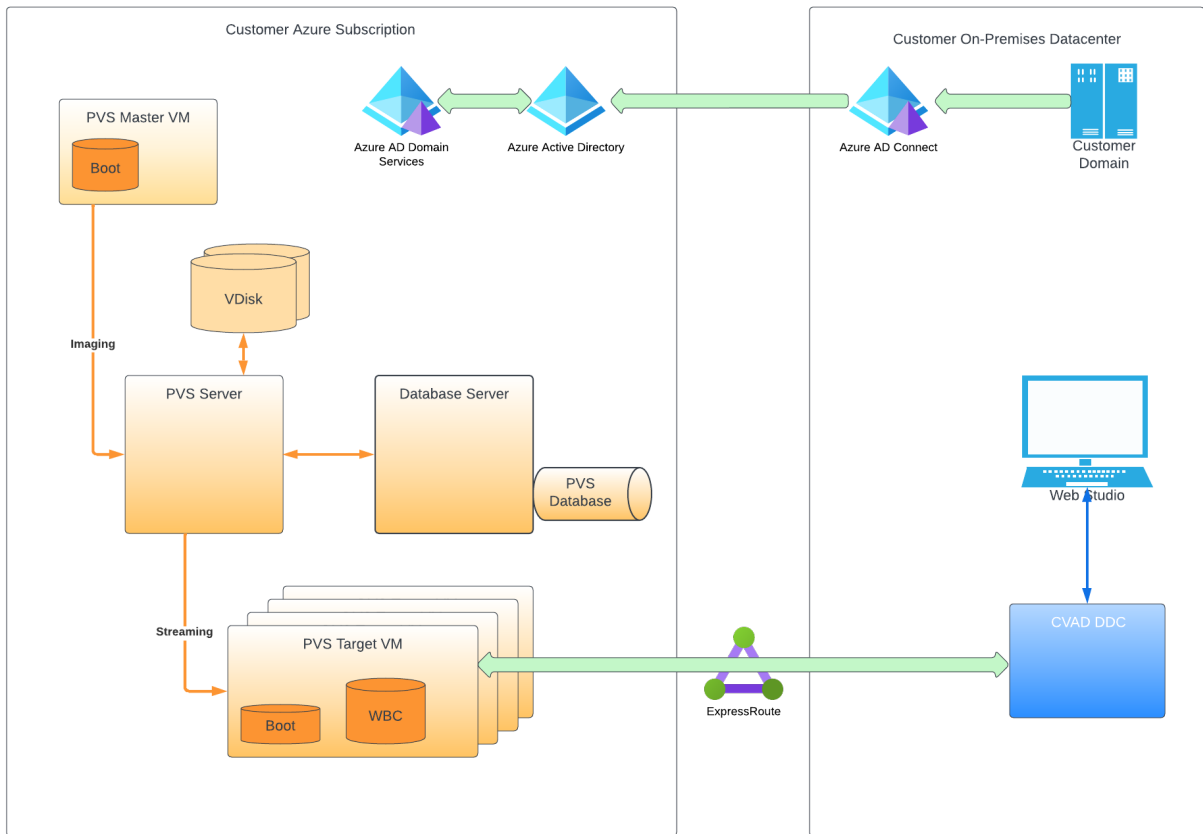 Customer Azure Subscription
Customer On-Premises Datacenter
PVS Master VM
Boot
Azure AD Domain
Services
Azure Active Directory
Azure AD Connect
Customer
Domain
VDisk
Imaging
PVS Server
Database Server
PVS
Database
Web Studio
Streaming
PVS Target VM
Boot
WBC
ExpressRoute
CVAD DDC